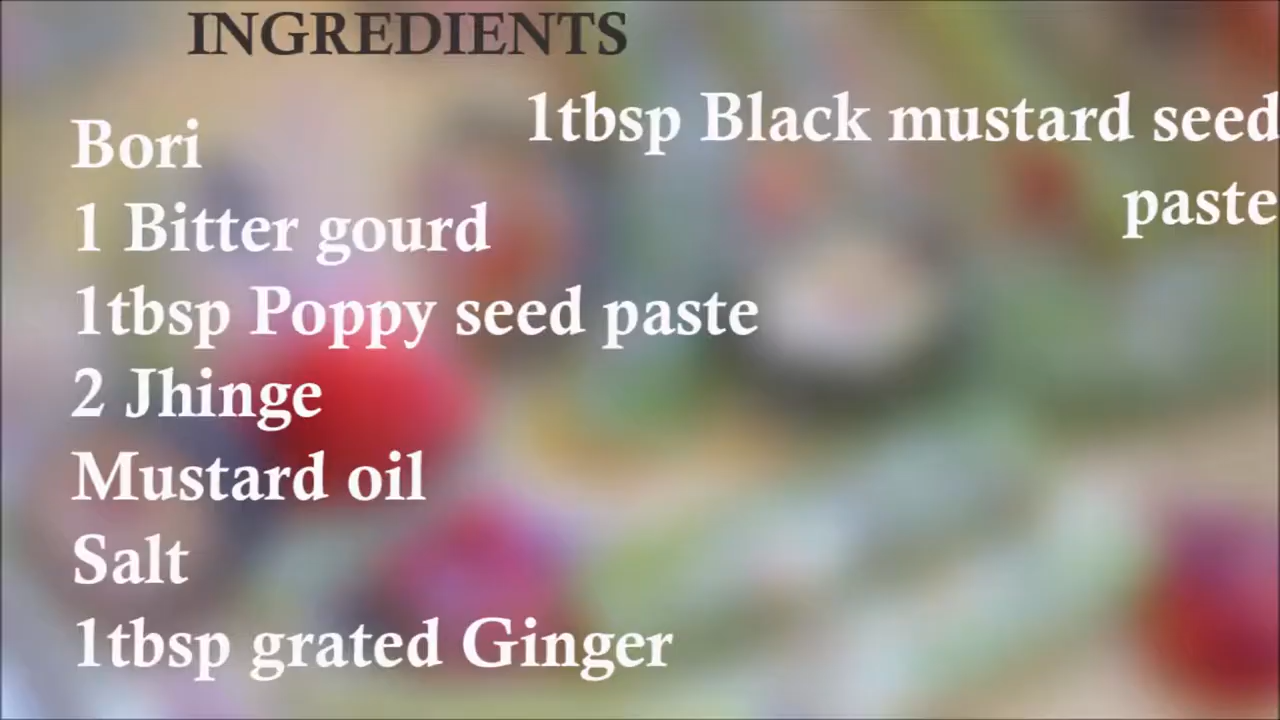 INGREDIENTS
Bori
1 Bitter gourd
1tbsp Poppy seed paste
2 Jhinge
Mustard oil
Salt
1tbsp grated Ginger
1tbsp Black mustard seed
paste